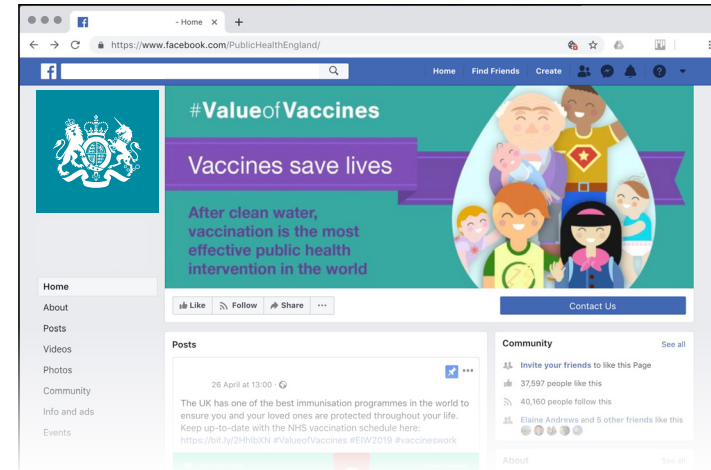 - Home
https://www.facebook.com/PublicHealthEngland/
Home Find Friends Create
#ValueofVaccines
Vaccines save lives
After clean water,
vaccination is the most
effective public health
intervention in the world
Home
About
Posts
Videos
Photos
Community
Info and ads
Events
Like Follow Share
Contact Us
Posts
26 April at 13:00 ·
The UK has one of the best immunisation programmes in the world to
ensure you and your loved ones are protected throughout your life.
Keep up-to-date with the NHS vaccination schedule here:
https://bit.ly/2HhIbXN #ValueofVaccines #EIW2019 #vaccineswork
Community See all
Invite your friends to like this Page
37,597 people like this
40,160 people follow this
Elaine Andrews and 5 other friends like this
About See all